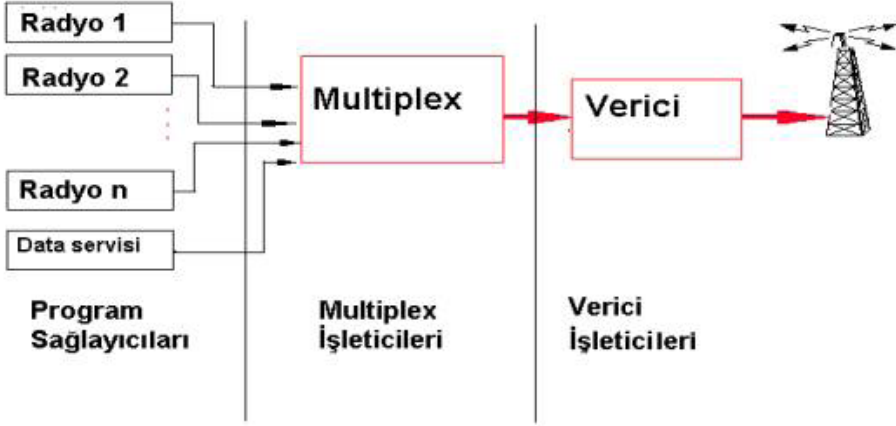 Radyo 1
Radyo 2
Radyo n
Data servisi
Multiplex
Verici
Program
Sağlayıcıları
Multiplex
İşleticileri
Verici
İşleticileri